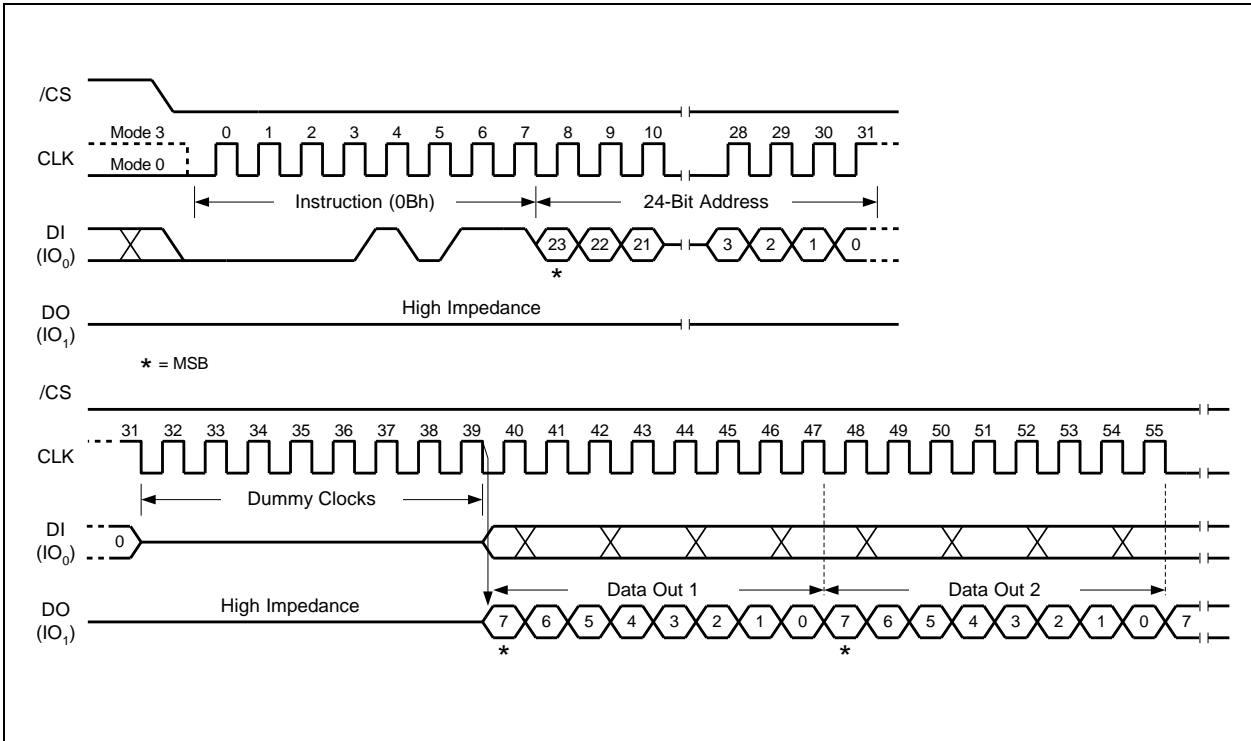 /CS
Mode 3 0 1 2 3 4 5 6 7 8 9 10 28 29 30 31
CLK
Mode 0
Instruction (0Bh) 24-Bit Address
DI
(IO0) 23 22 21 3 2 1 0
*
DO High Impedance
(IO1)
* = MSB
/CS
31 32 33 34 35 36 37 38 39 40 41 42 43 44 45 46 47 48 49 50 51 52 53 54 55
CLK
Dummy Clocks
DI
(IO0) 0
Data Out 1 Data Out 2
DO High Impedance
(IO1) 7 6 5 4 3 2 1 0 7 6 5 4 3 2 1 0 7
* *